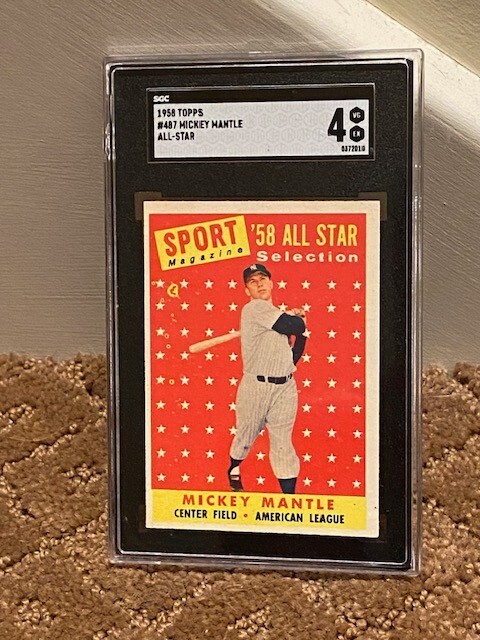 SGC
1958 TOPPS
#487 MICKEY MANTLE
ALL-STAR
4
VG
EX
0372010
SPORT
Magazine
'58 ALL STAR
Selection
MICKEY MANTLE
CENTER FIELD • AMERICAN LEAGUE